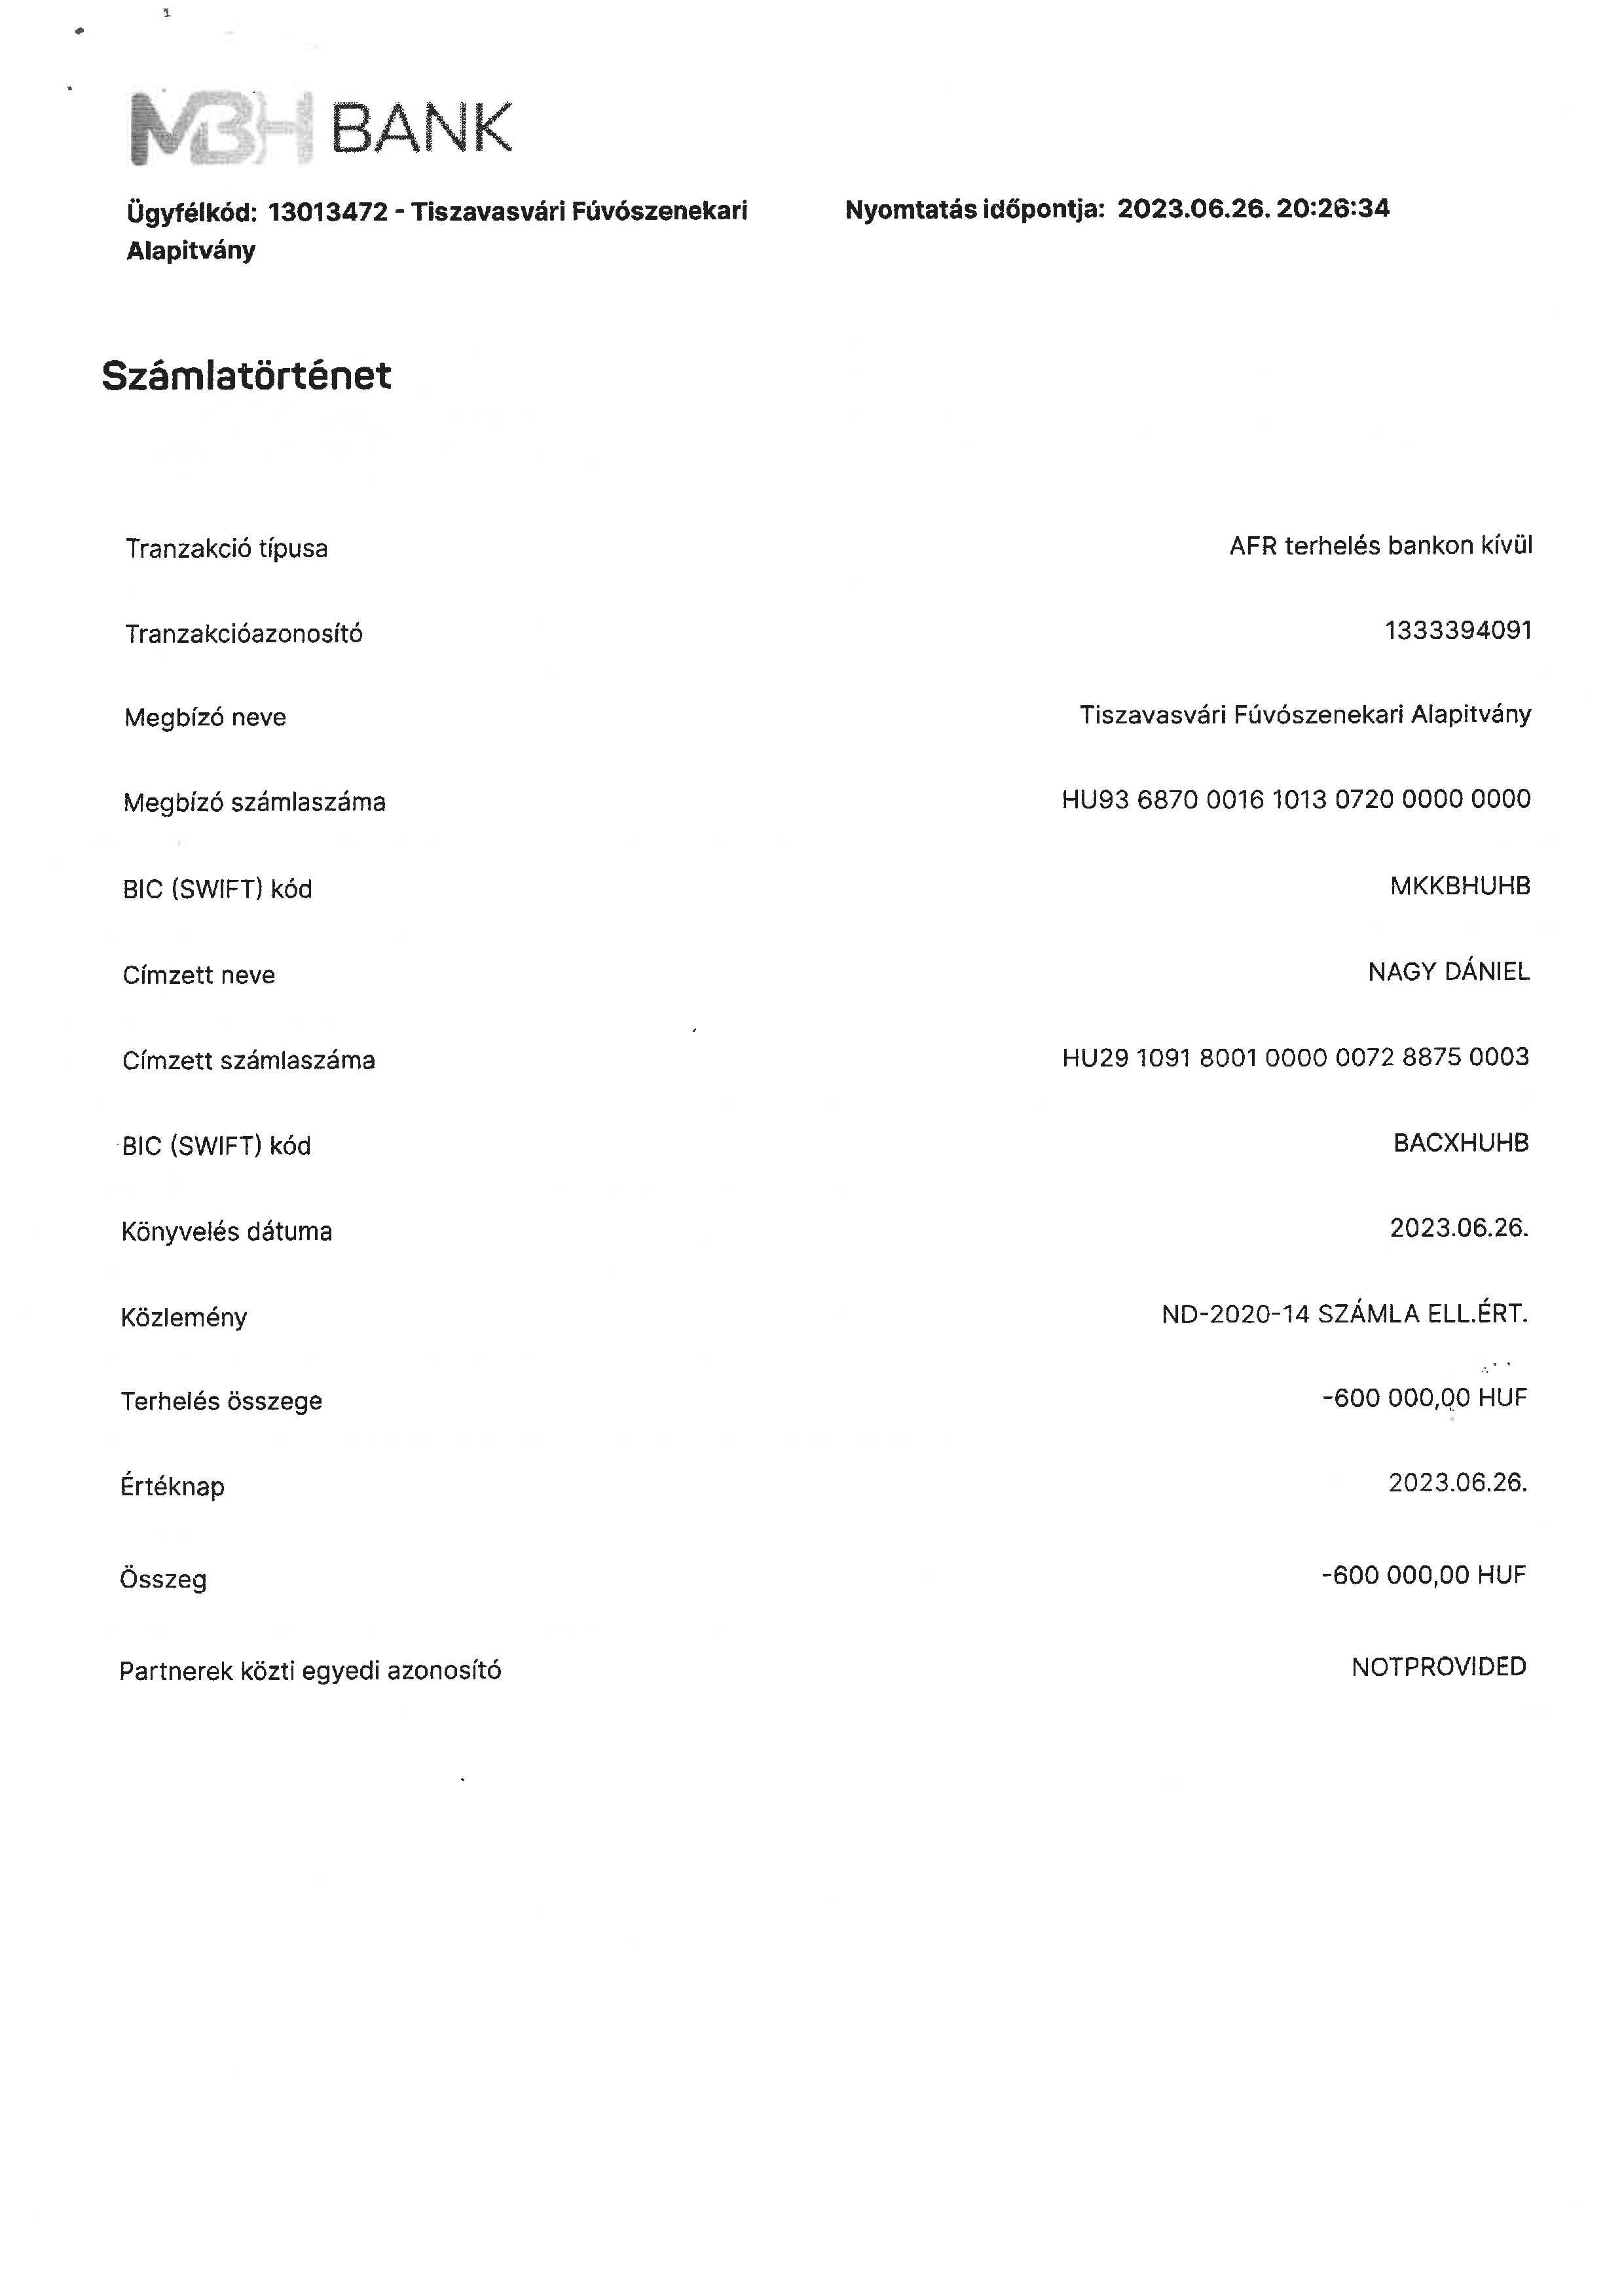 MBH BANK
Ügyfélkód: 13013472 - Tiszavasvári Fúvószenekari
Alapitvány
Nyomtatás időpontja: 2023.06.26. 20:26:34
Számlatörténet
Tranzakció típusa AFR terhelés bankon kívül
Tranzakcióazonosító 1333394091
Megbízó neve Tiszavasvári Fúvószenekari Alapitvány
Megbízó számlaszáma HU93 6870 0016 1013 0720 0000 0000
BIC (SWIFT) kód MKKBHUHB
Címzett neve NAGY DÁNIEL
Címzett számlaszáma HU29 1091 8001 0000 0072 8875 0003
BIC (SWIFT) kód BACXHUHB
Könyvelés dátuma 2023.06.26.
Közlemény ND-2020-14 SZÁMLA ELL.ÉRT.
Terhelés összege -600 000,00 HUF
Értéknap 2023.06.26.
Összeg -600 000,00 HUF
Partnerek közti egyedi azonosító NOTPROVIDED